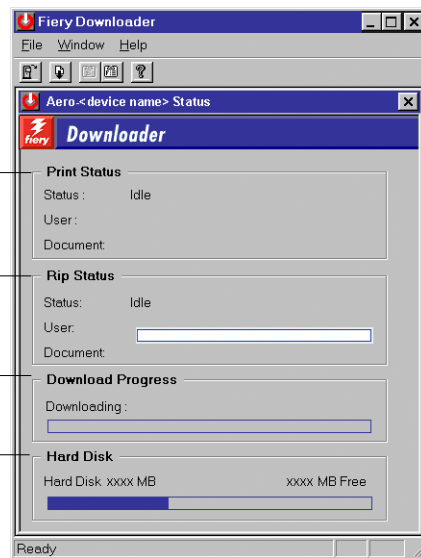 Fiery Downloader
File Window Help
Aero-<device name> Status
fiery Downloader
Print Status
Status : Idle
User :
Document:
Rip Status
Status: Idle
User:
Document:
Download Progress
Downloading :
Hard Disk
Hard Disk xxxx MB xxxx MB Free
Ready